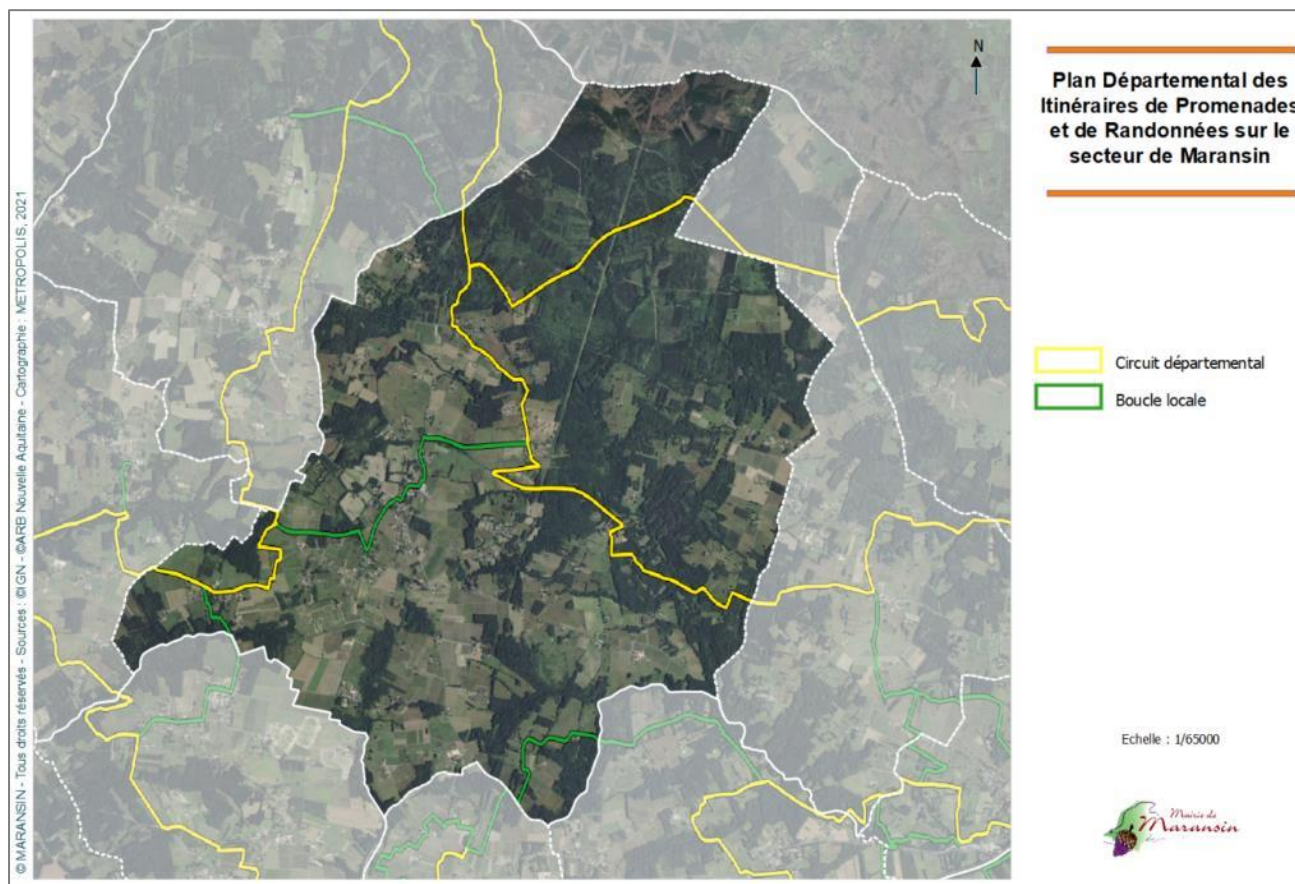 N
Plan Départemental des
Itinéraires de Promenades
et de Randonnées sur le
secteur de Maransin
Circuit départemental
Boucle locale
Echelle : 1/65000
Mairie de
Maransin
© MARANSIN - Tous droits réservés - Sources : ©IGN - ©ARB Nouvelle Aquitaine - Cartographie : METROPOLIS, 2021